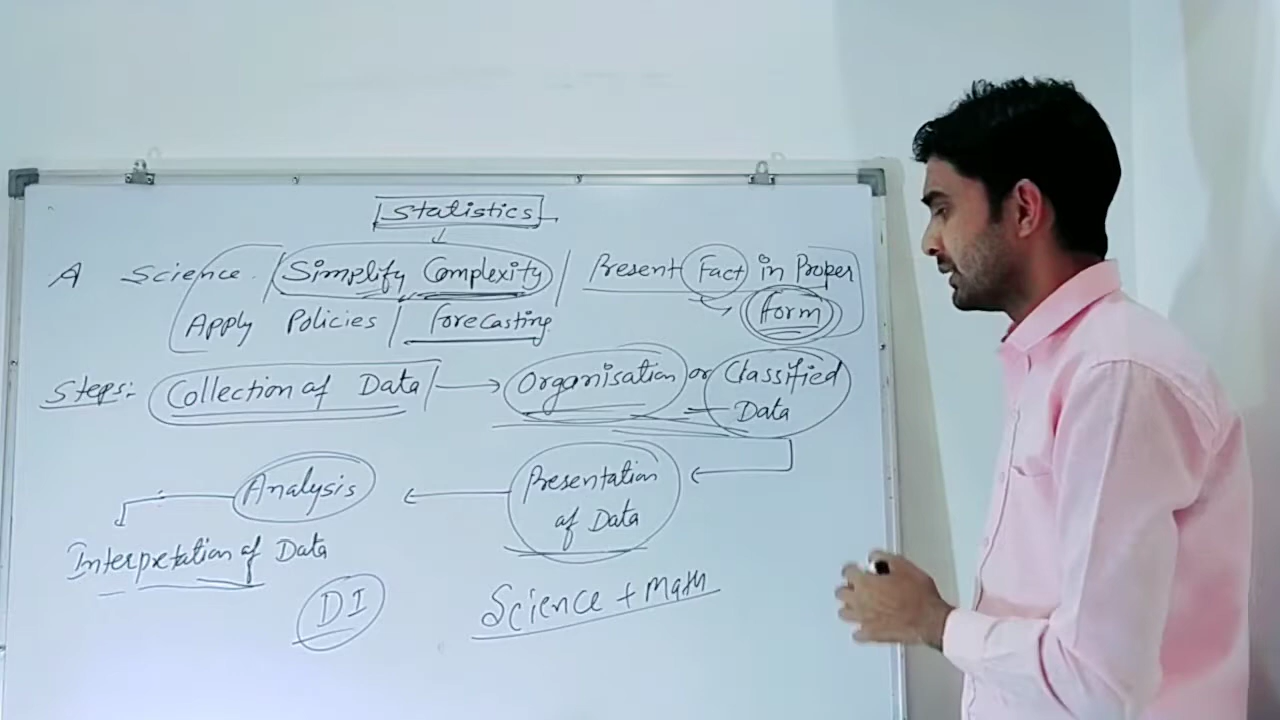 Statistics
A Science. / Simplify Complexity / Present Fact in Proper
Form
Apply Policies / Forecasting
Steps: Collection of Data → Organisation or Classified
Data
Presentation
of Data
Analysis
Interpretation of Data
DI
Science + Math